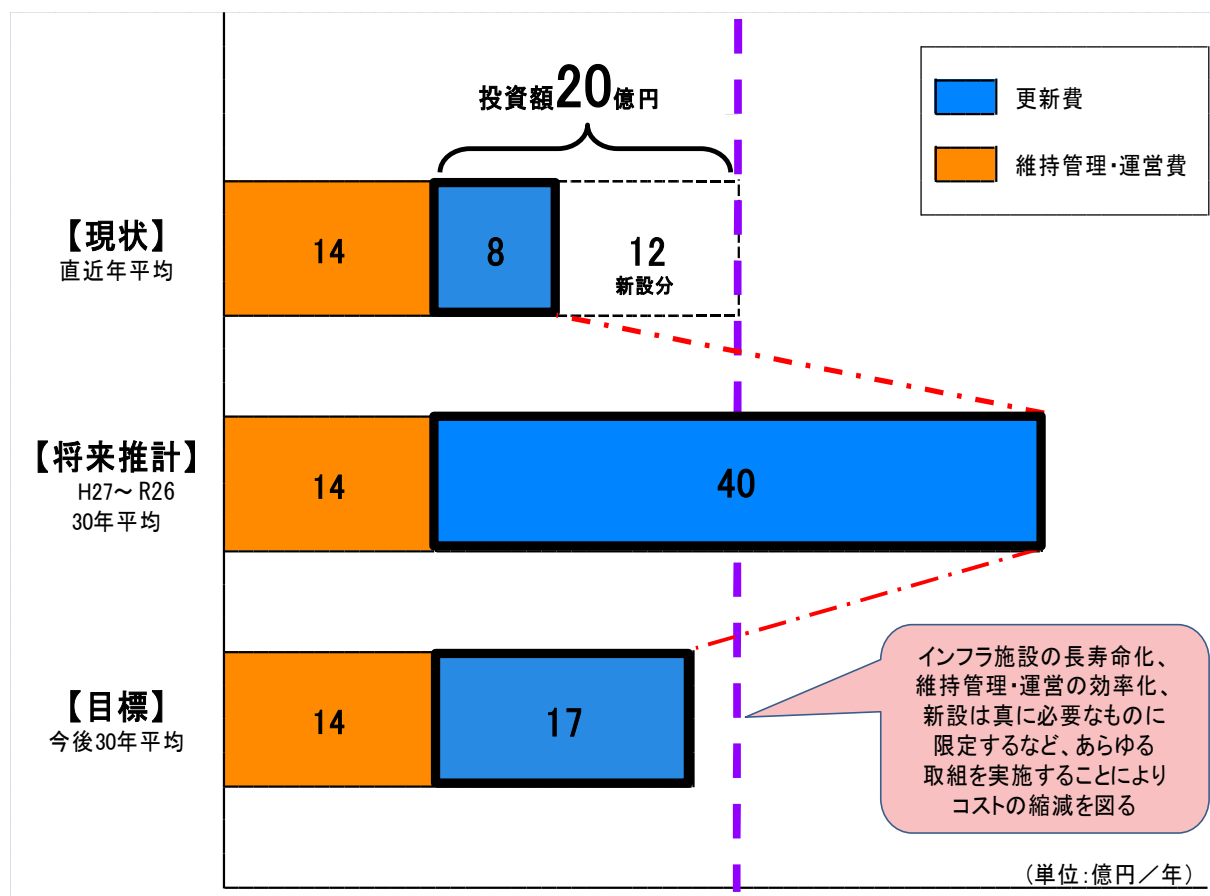 投資額20億円
更新費
維持管理・運営費
【現状】
直近年平均
14
8
12
新設分
【将来推計】
H27～R26
30年平均
14
40
【目標】
今後30年平均
14
17
インフラ施設の長寿命化、
維持管理・運営の効率化、
新設は真に必要なものに
限定するなど、あらゆる
取組を実施することにより
コストの縮減を図る
（単位：億円／年）